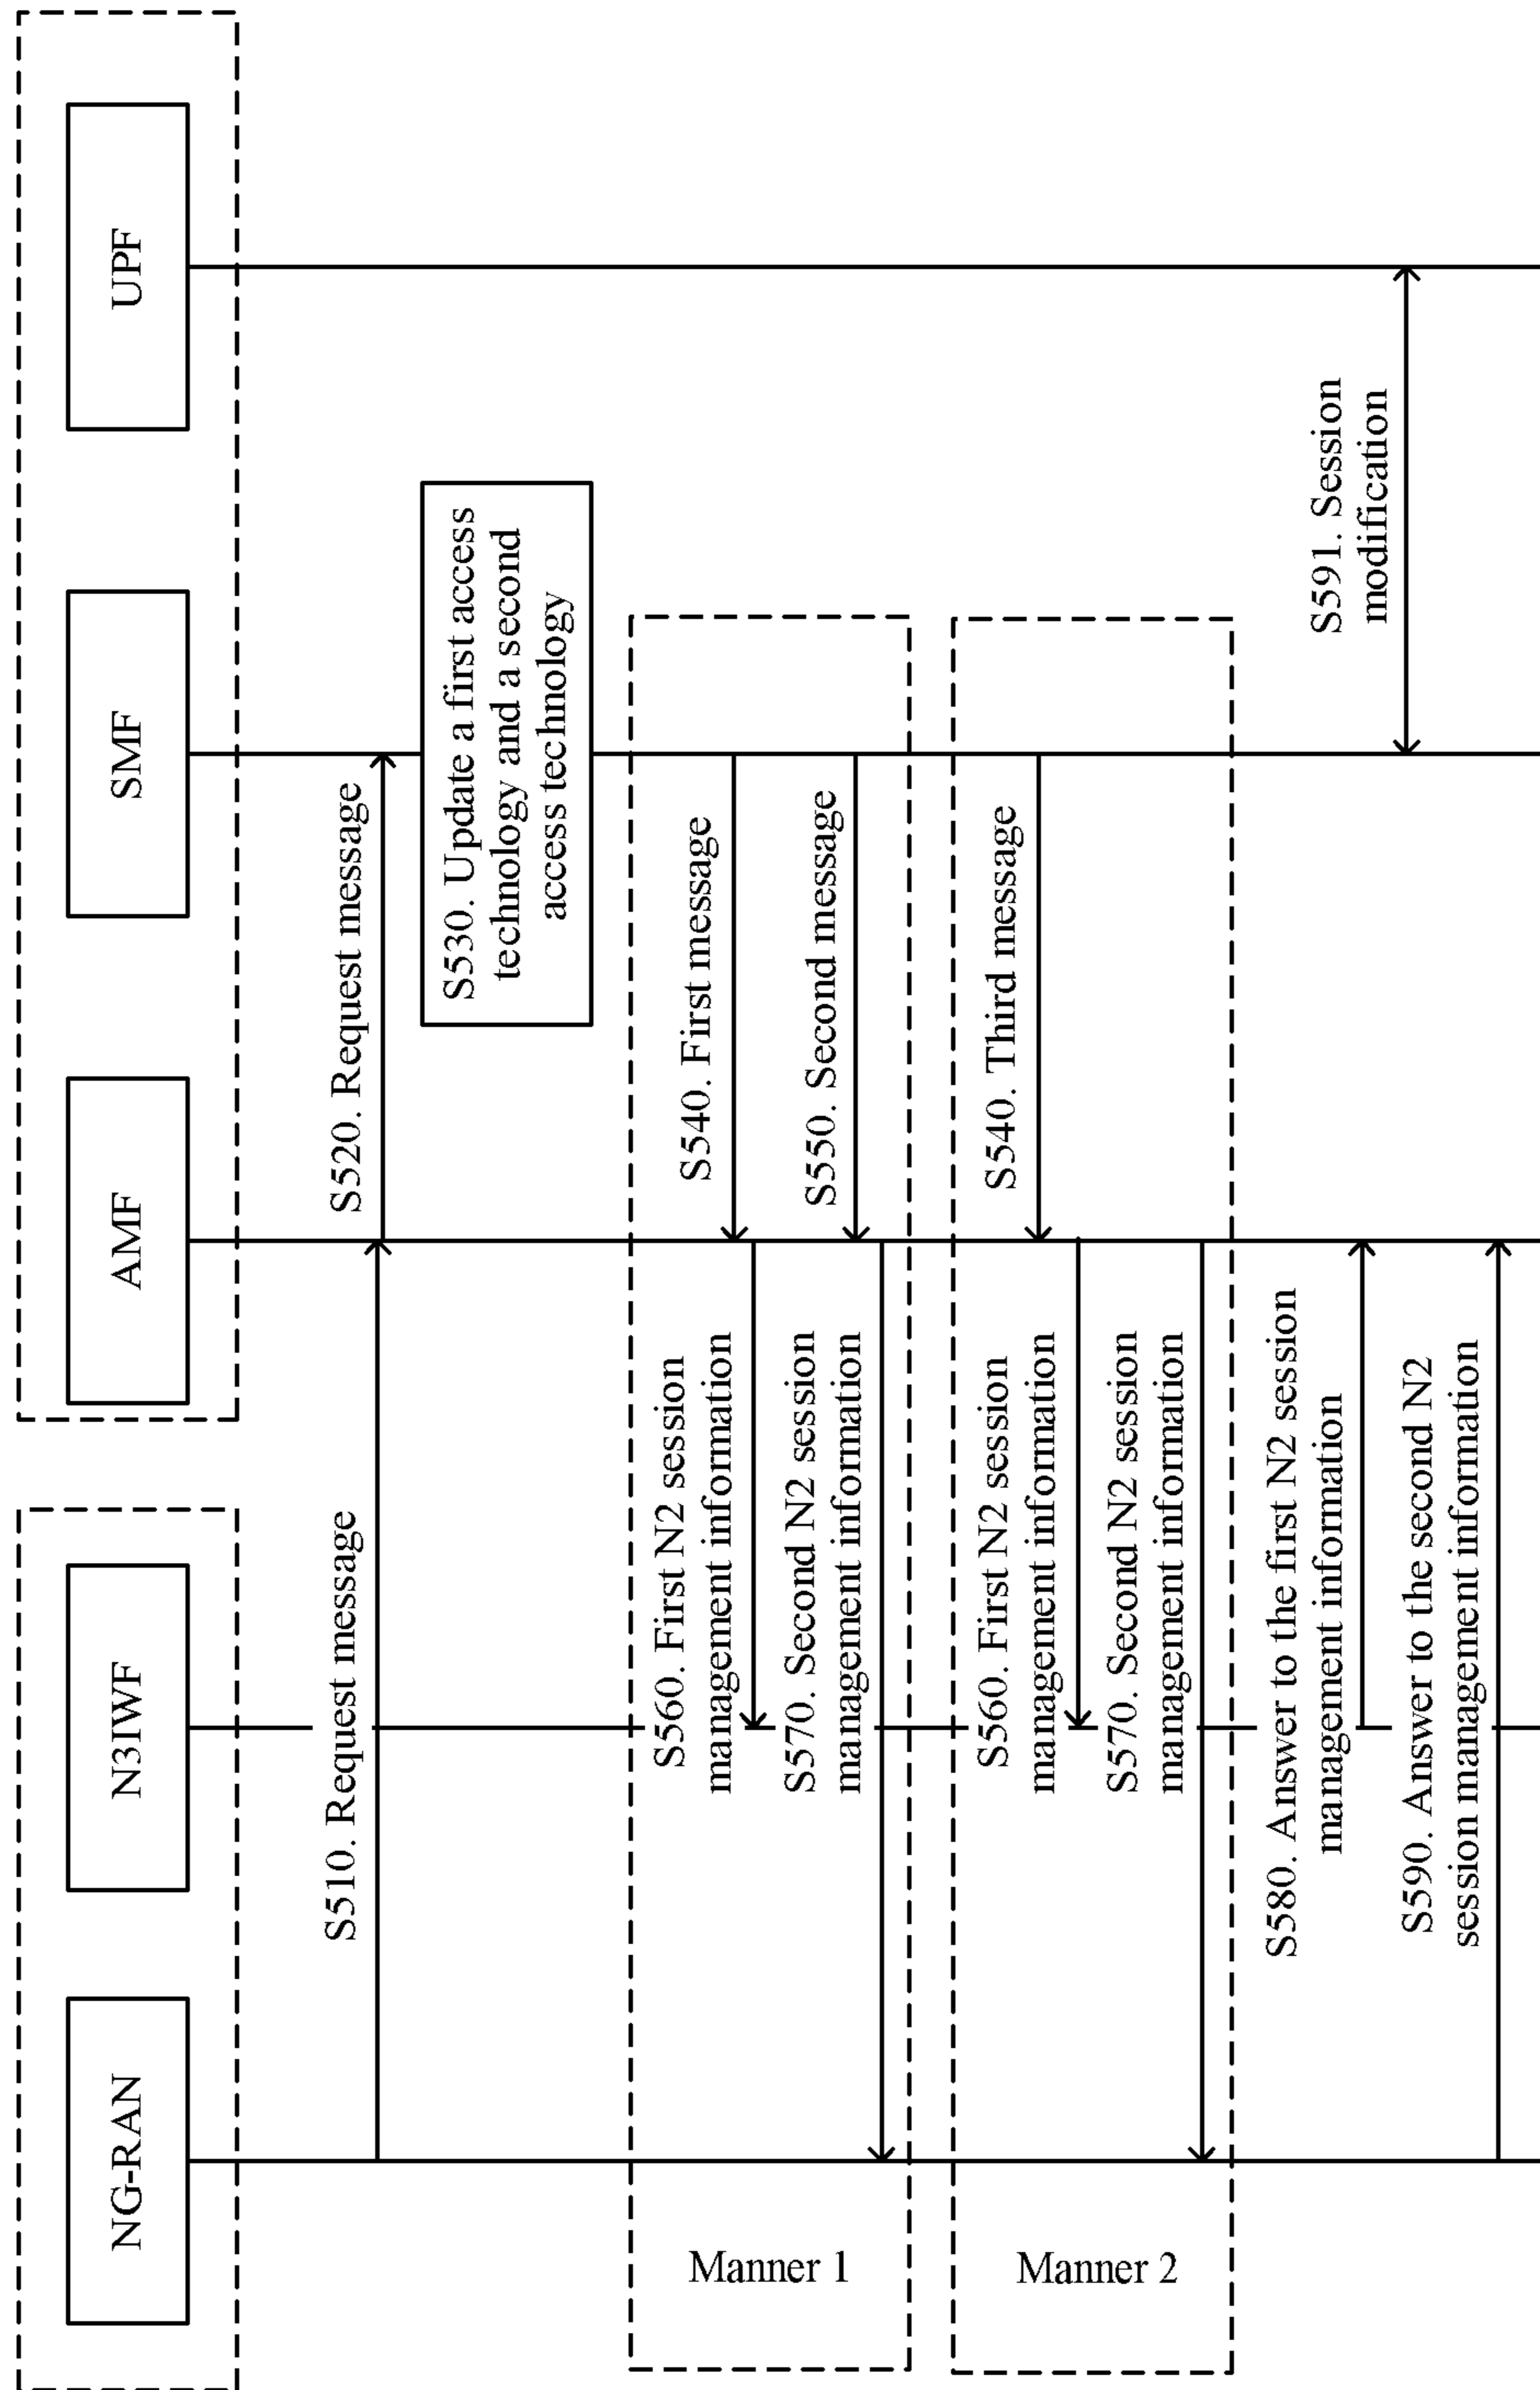 NG-RAN
N3IWF
AMF
SMF
UPF
S510. Request message
S520. Request message
S530. Update a first access
technology and a second
access technology
Manner 1
S540. First message
S560. First N2 session
management information
S550. Second message
S570. Second N2 session
management information
Manner 2
S540. Third message
S560. First N2 session
management information
S570. Second N2 session
management information
S580. Answer to the first N2 session
management information
S591. Session
modification
S590. Answer to the second N2
session management information